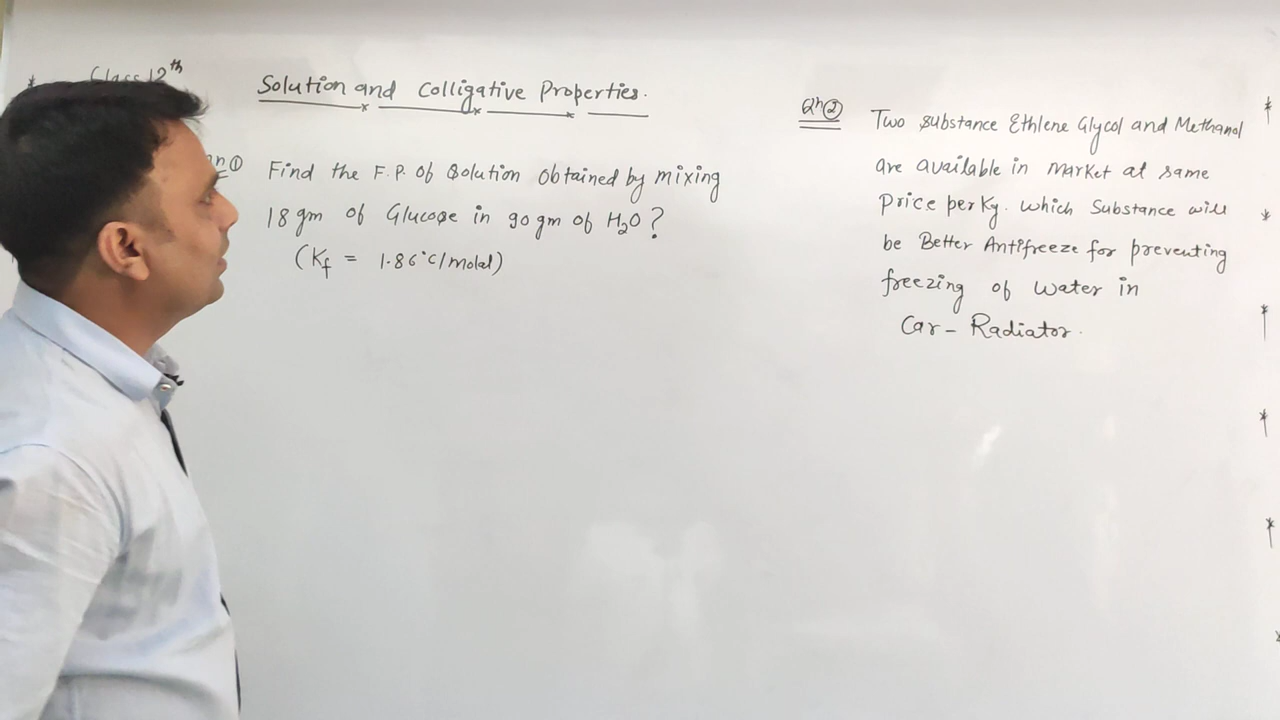 Class 12th
Solution and Colligative Properties.
Qn① Find the F.P. Of Solution Obtained by mixing
18 gm of Glucose in 90 gm of H₂O?
(Kf = 1.86°C/molal)
Qn② Two Substance Ethlene Glycol and Methanol
are available in Market at same
Price per Kg. which Substance will
be Better Antifreeze for preventing
freezing of water in
Car- Radiator.